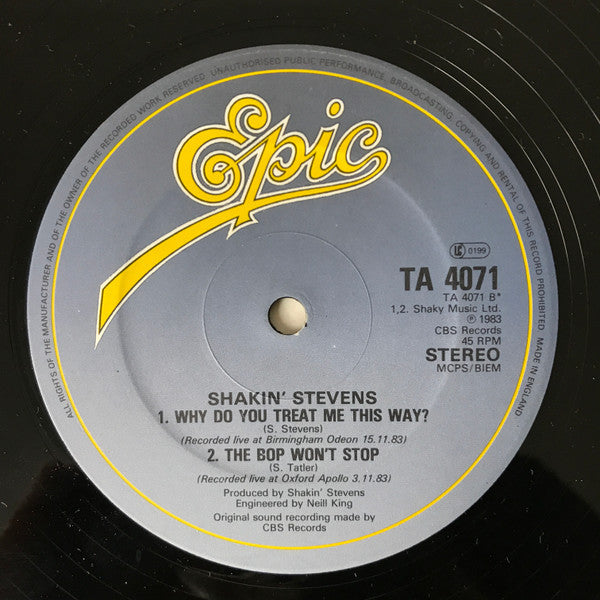 ALL RIGHTS OF THE MANUFACTURER AND OF THE OWNER OF THE RECORDED WORK RESERVED. UNAUTHORISED PUBLIC PERFORMANCE, BROADCASTING, COPYING AND RENTAL OF THIS RECORD PROHIBITED. MADE IN ENGLAND
Epic
LC 0199
TA 4071
TA 4071 B*
1,2. Shaky Music Ltd.
℗ 1983
CBS Records
45 RPM
STEREO
MCPS/BIEM
SHAKIN' STEVENS
1. WHY DO YOU TREAT ME THIS WAY?
(S. Stevens)
(Recorded live at Birmingham Odeon 15.11.83)
2. THE BOP WON'T STOP
(S. Tatler)
(Recorded live at Oxford Apollo 3.11.83)
Produced by Shakin' Stevens
Engineered by Neill King
Original sound recording made by
CBS Records